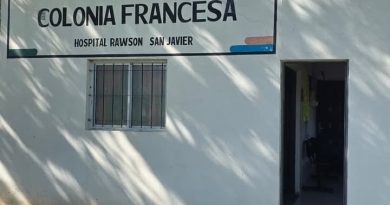 COLONIA FRANCESA
HOSPITAL RAWSON SAN JAVIER